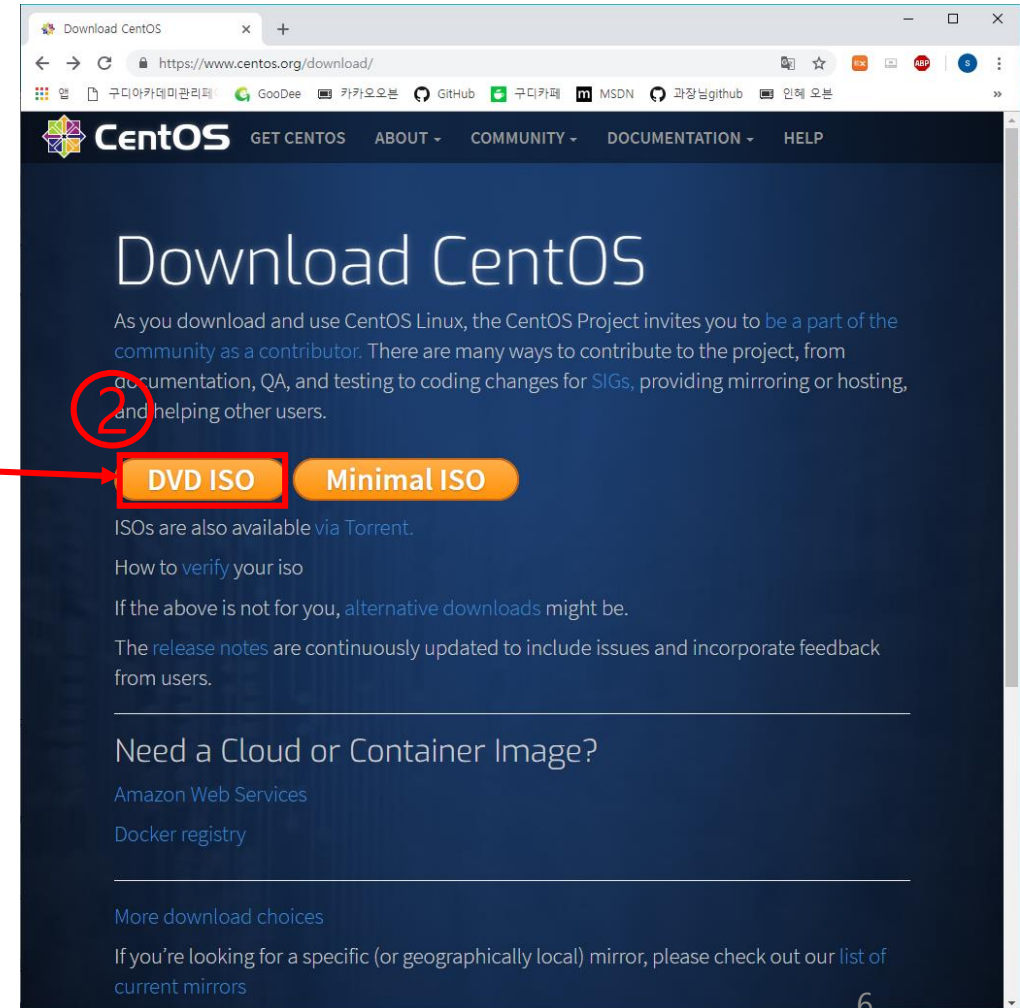 Download CentOS
https://www.centos.org/download/
앱 구디아카데미관리페 GooDee 카카오오븐 GitHub 구디카페 MSDN 과장님github 인혜 오븐 »
CentOS GET CENTOS ABOUT COMMUNITY DOCUMENTATION HELP
Download CentOS
As you download and use CentOS Linux, the CentOS Project invites you to be a part of the
community as a contributor. There are many ways to contribute to the project, from
documentation, QA, and testing to coding changes for SIGs, providing mirroring or hosting,
and helping other users.
②
DVD ISO Minimal ISO
ISOs are also available via Torrent.
How to verify your iso
If the above is not for you, alternative downloads might be.
The release notes are continuously updated to include issues and incorporate feedback
from users.
Need a Cloud or Container Image?
Amazon Web Services
Docker registry
More download choices
If you’re looking for a specific (or geographically local) mirror, please check out our list of
current mirrors
6